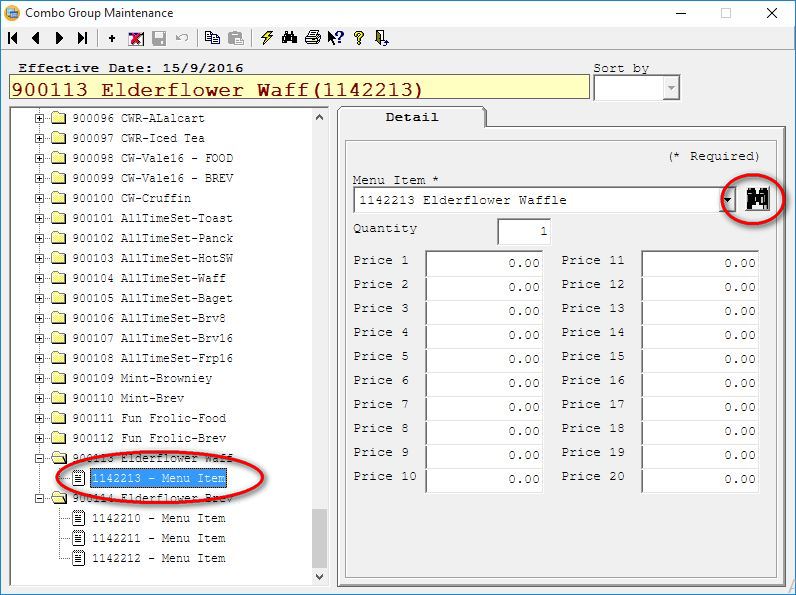 Combo Group Maintenance
Effective Date: 15/9/2016
Sort by
900113 Elderflower Waff(1142213)
900096 CWR-ALalcart
900097 CWR-Iced Tea
900098 CW-Vale16 - FOOD
900099 CW-Vale16 - BREV
900100 CW-Cruffin
900101 AllTimeSet-Toast
900102 AllTimeSet-Panck
900103 AllTimeSet-HotSW
900104 AllTimeSet-Waff
900105 AllTimeSet-Baget
900106 AllTimeSet-Brv8
900107 AllTimeSet-Brv16
900108 AllTimeSet-Frp16
900109 Mint-Browniey
900110 Mint-Brev
900111 Fun Frolic-Food
900112 Fun Frolic-Brev
900113 Elderflower Waff
1142213 - Menu Item
900114 Elderflower Brev
1142210 - Menu Item
1142211 - Menu Item
1142212 - Menu Item
Detail
(* Required)
Menu Item *
1142213 Elderflower Waffle
Quantity 1
Price 1 0.00 Price 11 0.00
Price 2 0.00 Price 12 0.00
Price 3 0.00 Price 13 0.00
Price 4 0.00 Price 14 0.00
Price 5 0.00 Price 15 0.00
Price 6 0.00 Price 16 0.00
Price 7 0.00 Price 17 0.00
Price 8 0.00 Price 18 0.00
Price 9 0.00 Price 19 0.00
Price 10 0.00 Price 20 0.00